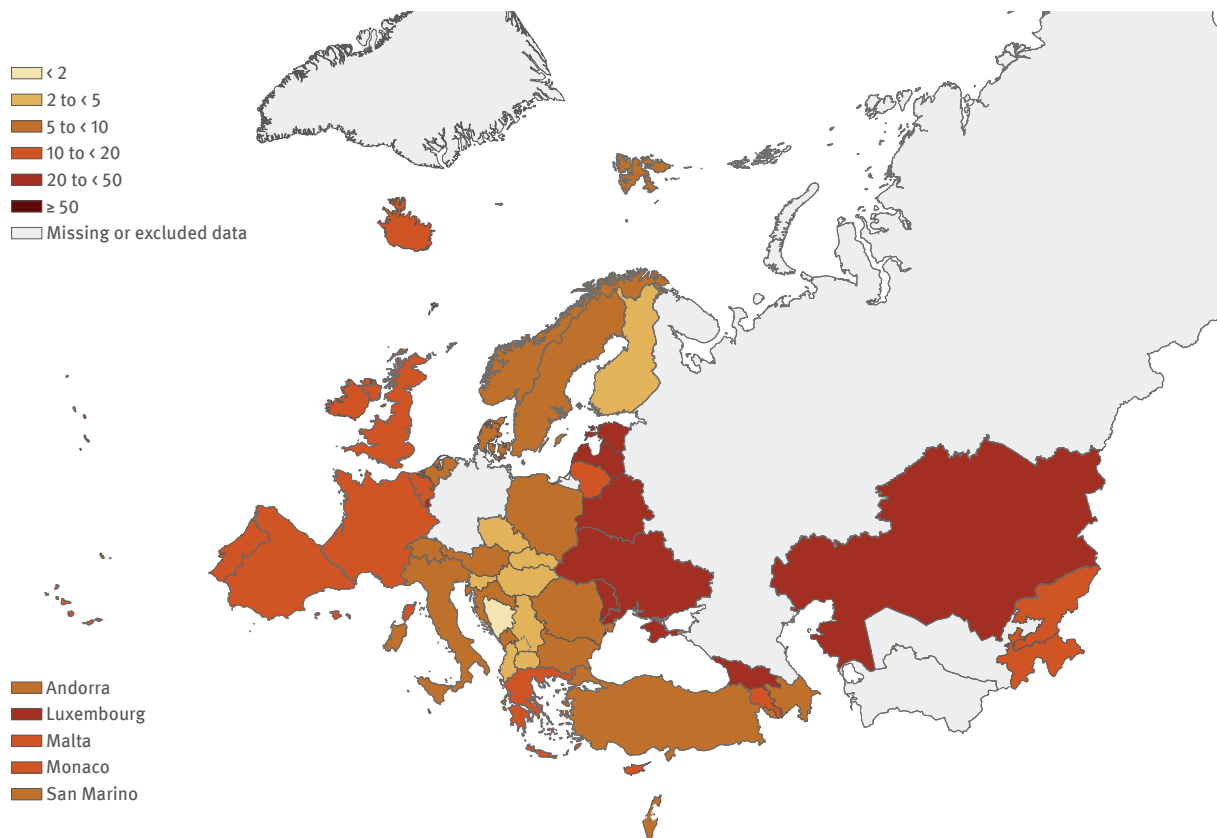 < 2
2 to < 5
5 to < 10
10 to < 20
20 to < 50
≥ 50
Missing or excluded data
Andorra
Luxembourg
Malta
Monaco
San Marino